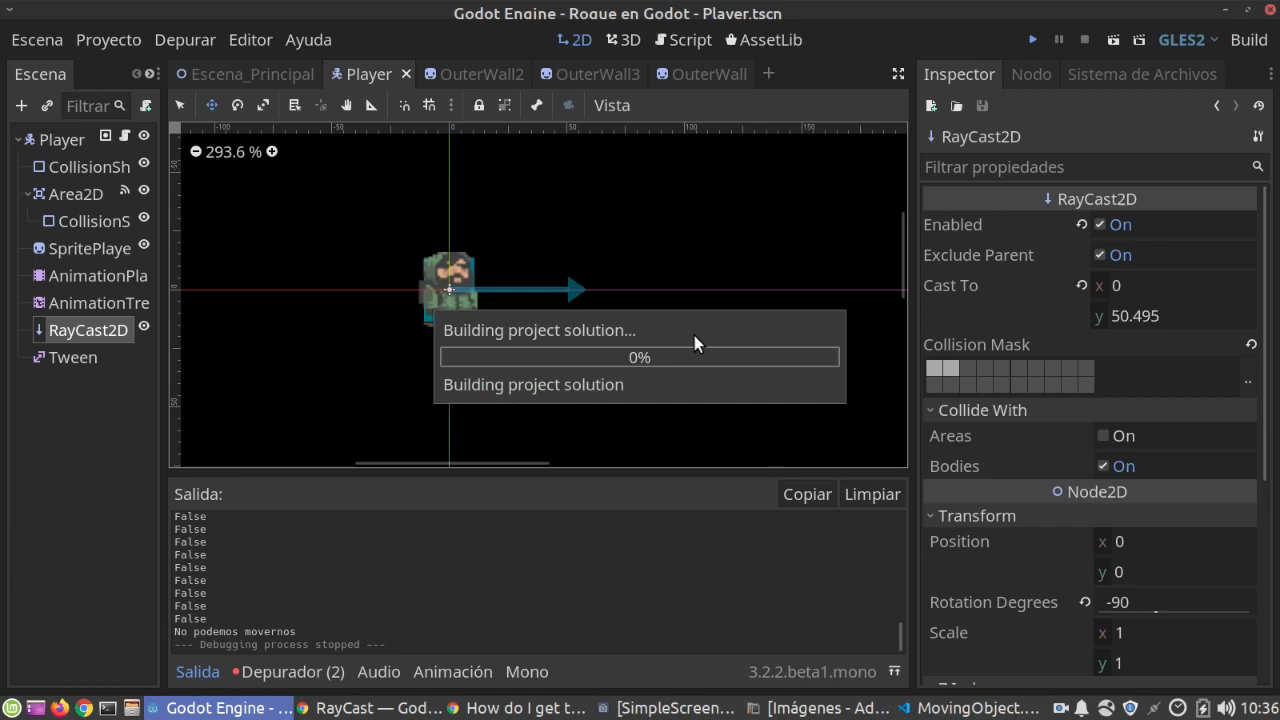 Godot Engine - Rogue en Godot - Player.tscn
Escena Proyecto Depurar Editor Ayuda
2D 3D Script AssetLib
GLES2 Build
Escena
Escena_Principal Player OuterWall2 OuterWall3 OuterWall
Inspector Nodo Sistema de Archivos
Filtrar
Vista
Player
CollisionSh
Area2D
CollisionS
SpritePlaye
AnimationPla
AnimationTre
RayCast2D
Tween
-100 -50 0 50 100 150
293.6 %
Building project solution...
0%
Building project solution
Salida: Copiar Limpiar
False
False
False
False
False
False
False
False
False
No podemos movernos
--- Debugging process stopped ---
Salida Depurador (2) Audio Animación Mono 3.2.2.beta1.mono
RayCast2D
Filtrar propiedades
RayCast2D
Enabled On
Exclude Parent On
Cast To x 0
y 50.495
Collision Mask
..
Collide With
Areas On
Bodies On
Node2D
Transform
Position x 0
y 0
Rotation Degrees -90
Scale x 1
y 1
Godot Engine - ... RayCast — God... How do I get t... [SimpleScreen... [Imágenes - Ad... MovingObject.... 10:36